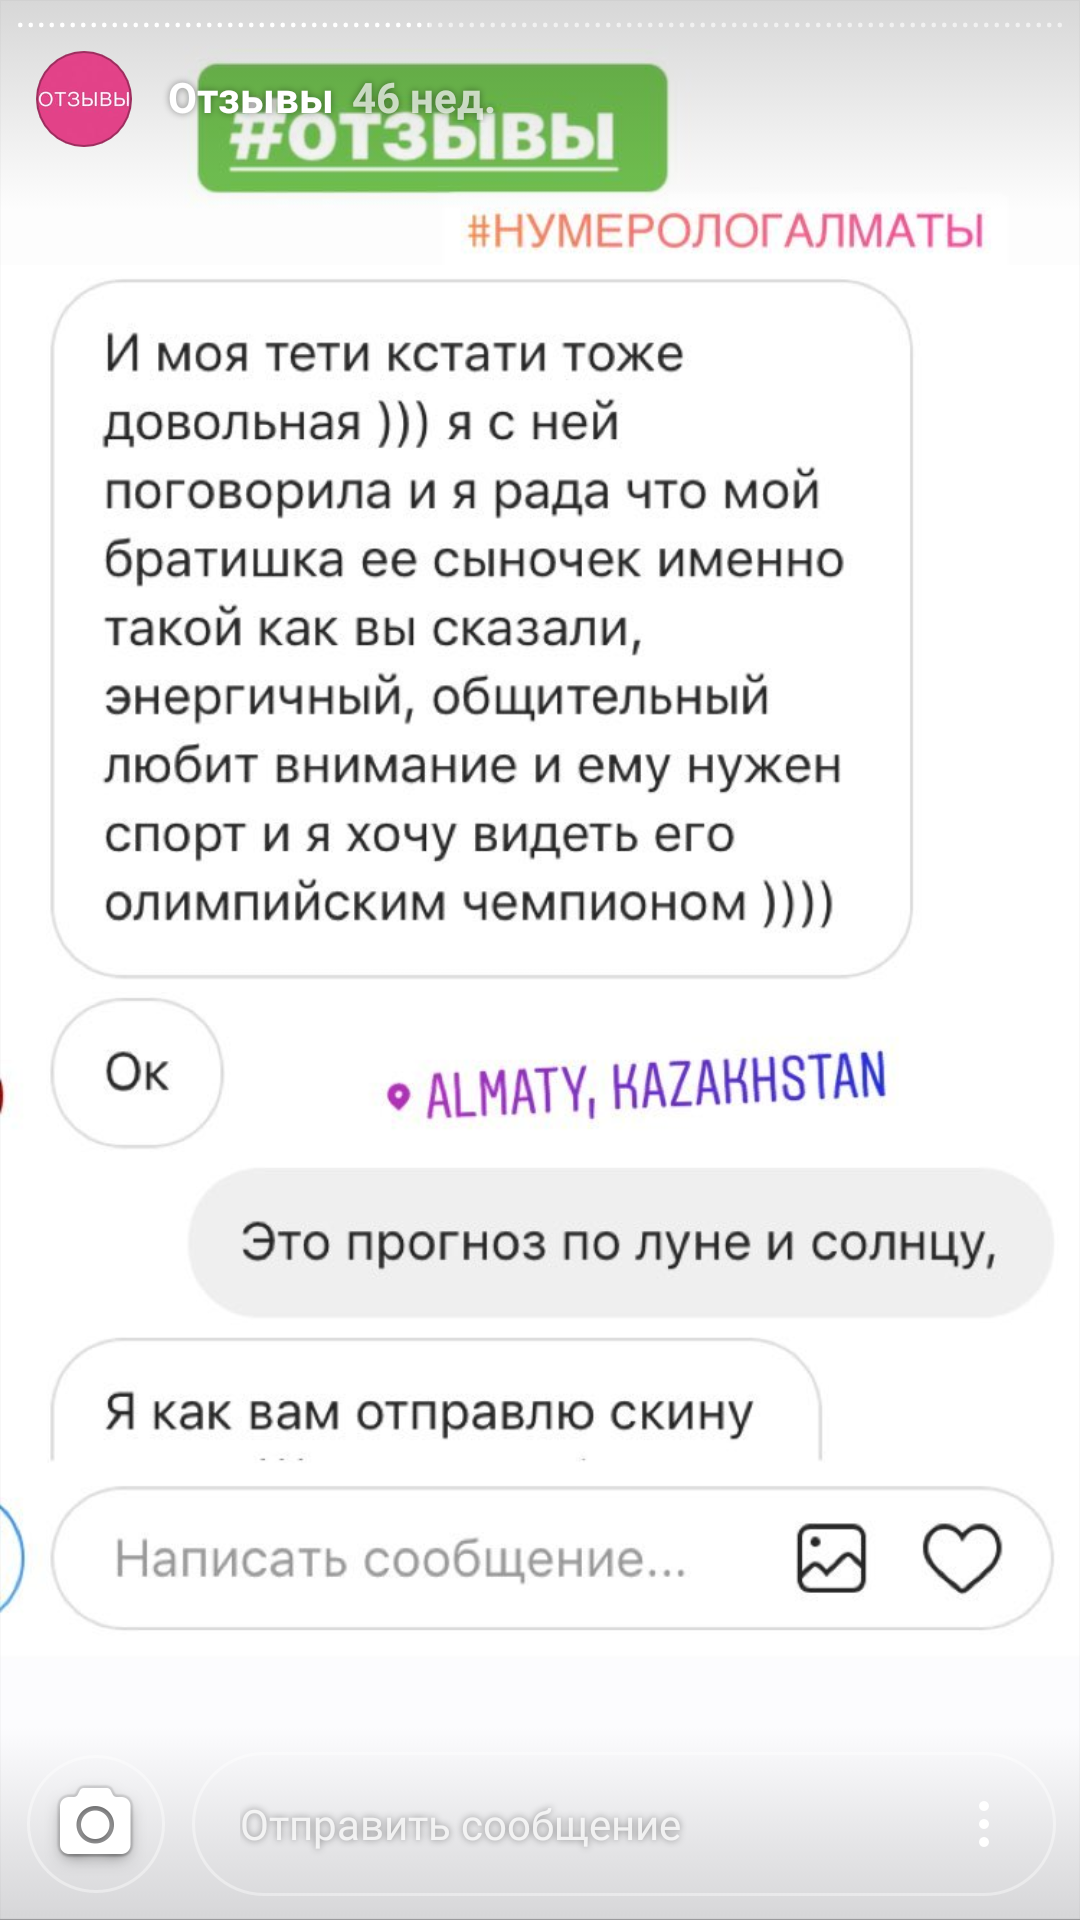 отзывы
Отзывы 46 нед.
#отзывы
#НУМЕРОЛОГАЛМАТЫ
И моя тети кстати тоже
довольная ))) я с ней
поговорила и я рада что мой
братишка ее сыночек именно
такой как вы сказали,
энергичный, общительный
любит внимание и ему нужен
спорт и я хочу видеть его
олимпийским чемпионом ))))
Ок
ALMATY, KAZAKHSTAN
Это прогноз по луне и солнцу,
Я как вам отправлю скину
Написать сообщение...
Отправить сообщение